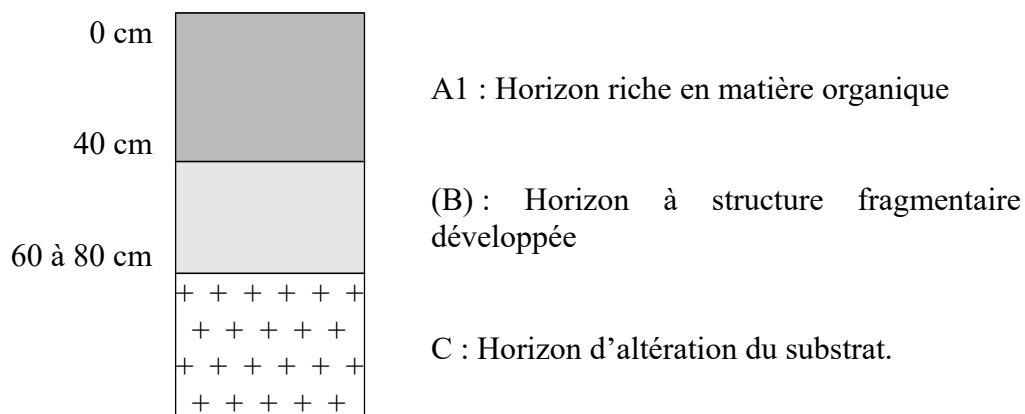 0 cm
A1 : Horizon riche en matière organique
40 cm
(B) : Horizon à structure fragmentaire
développée
60 à 80 cm
C : Horizon d’altération du substrat.